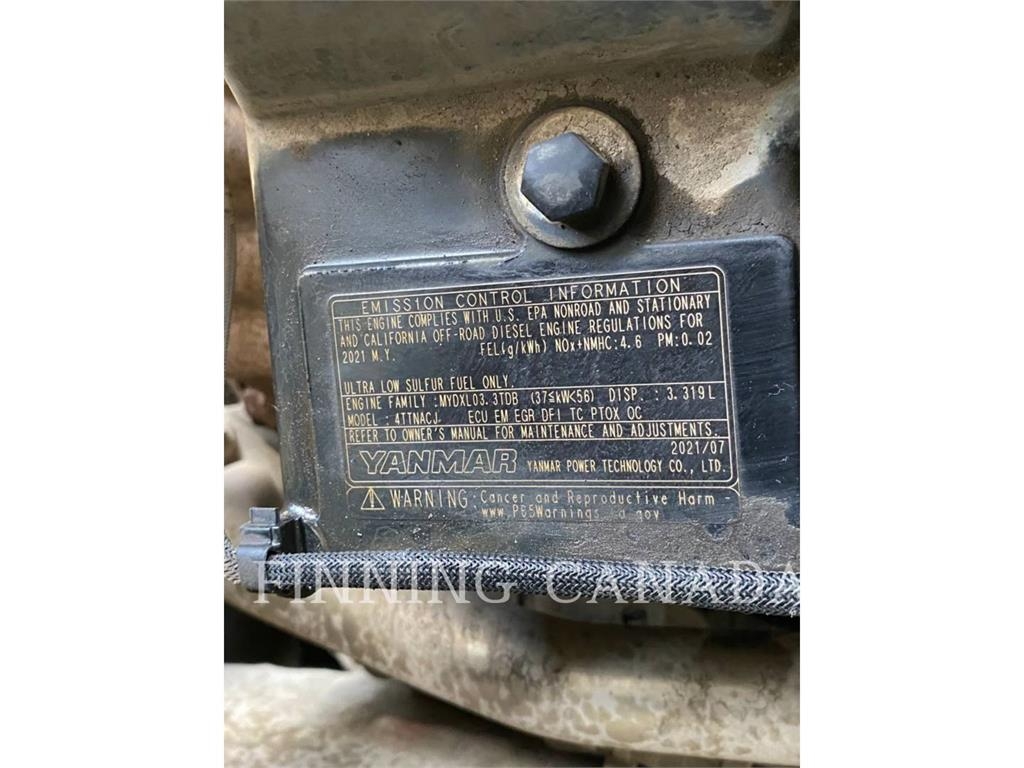 EMISSION CONTROL INFORMATION
THIS ENGINE COMPLIES WITH U.S. EPA NONROAD AND STATIONARY
AND CALIFORNIA OFF-ROAD DIESEL ENGINE REGULATIONS FOR
2021 M.Y. FEL(g/kWh) NOx+NMHC:4.6 PM:0.02
ULTRA LOW SULFUR FUEL ONLY.
ENGINE FAMILY :MYDXL03.3TDB (37≤kW<56) DISP. : 3.319L
MODEL : 4TTNACJ ECU EM EGR DFI TC PTOX OC
REFER TO OWNER'S MANUAL FOR MAINTENANCE AND ADJUSTMENTS.
2021/07
YANMAR YANMAR POWER TECHNOLOGY CO., LTD.
WARNING:Cancer and Reproductive Harm -
www.P65Warnings
FINNING CANADA